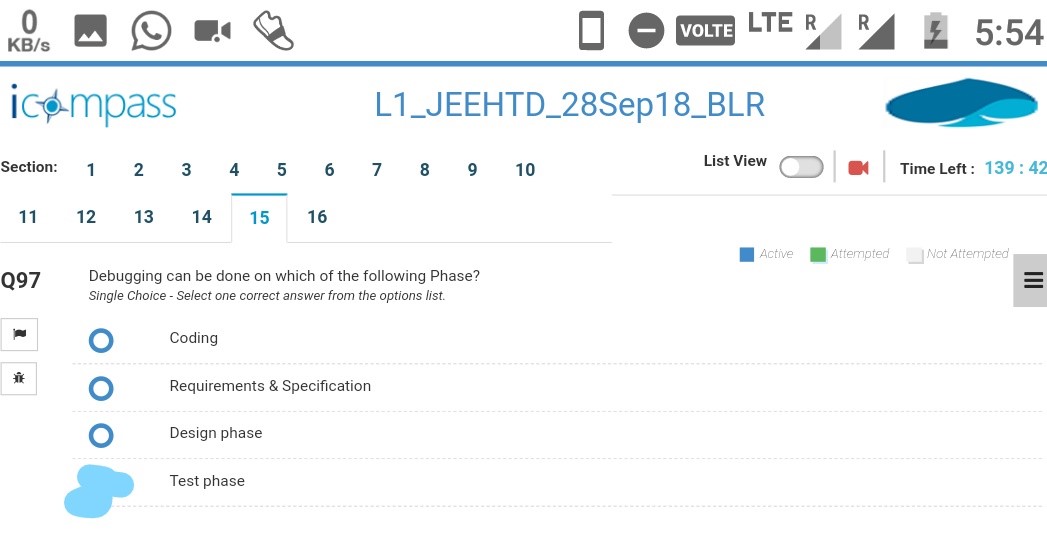 0
KB/s
VOLTE LTE R R 5:54
icompass
L1_JEEHTD_28Sep18_BLR
Section: 1 2 3 4 5 6 7 8 9 10
List View Time Left : 139 : 42
11 12 13 14 15 16
Active Attempted Not Attempted
Q97 Debugging can be done on which of the following Phase?
Single Choice - Select one correct answer from the options list.
Coding
Requirements & Specification
Design phase
Test phase